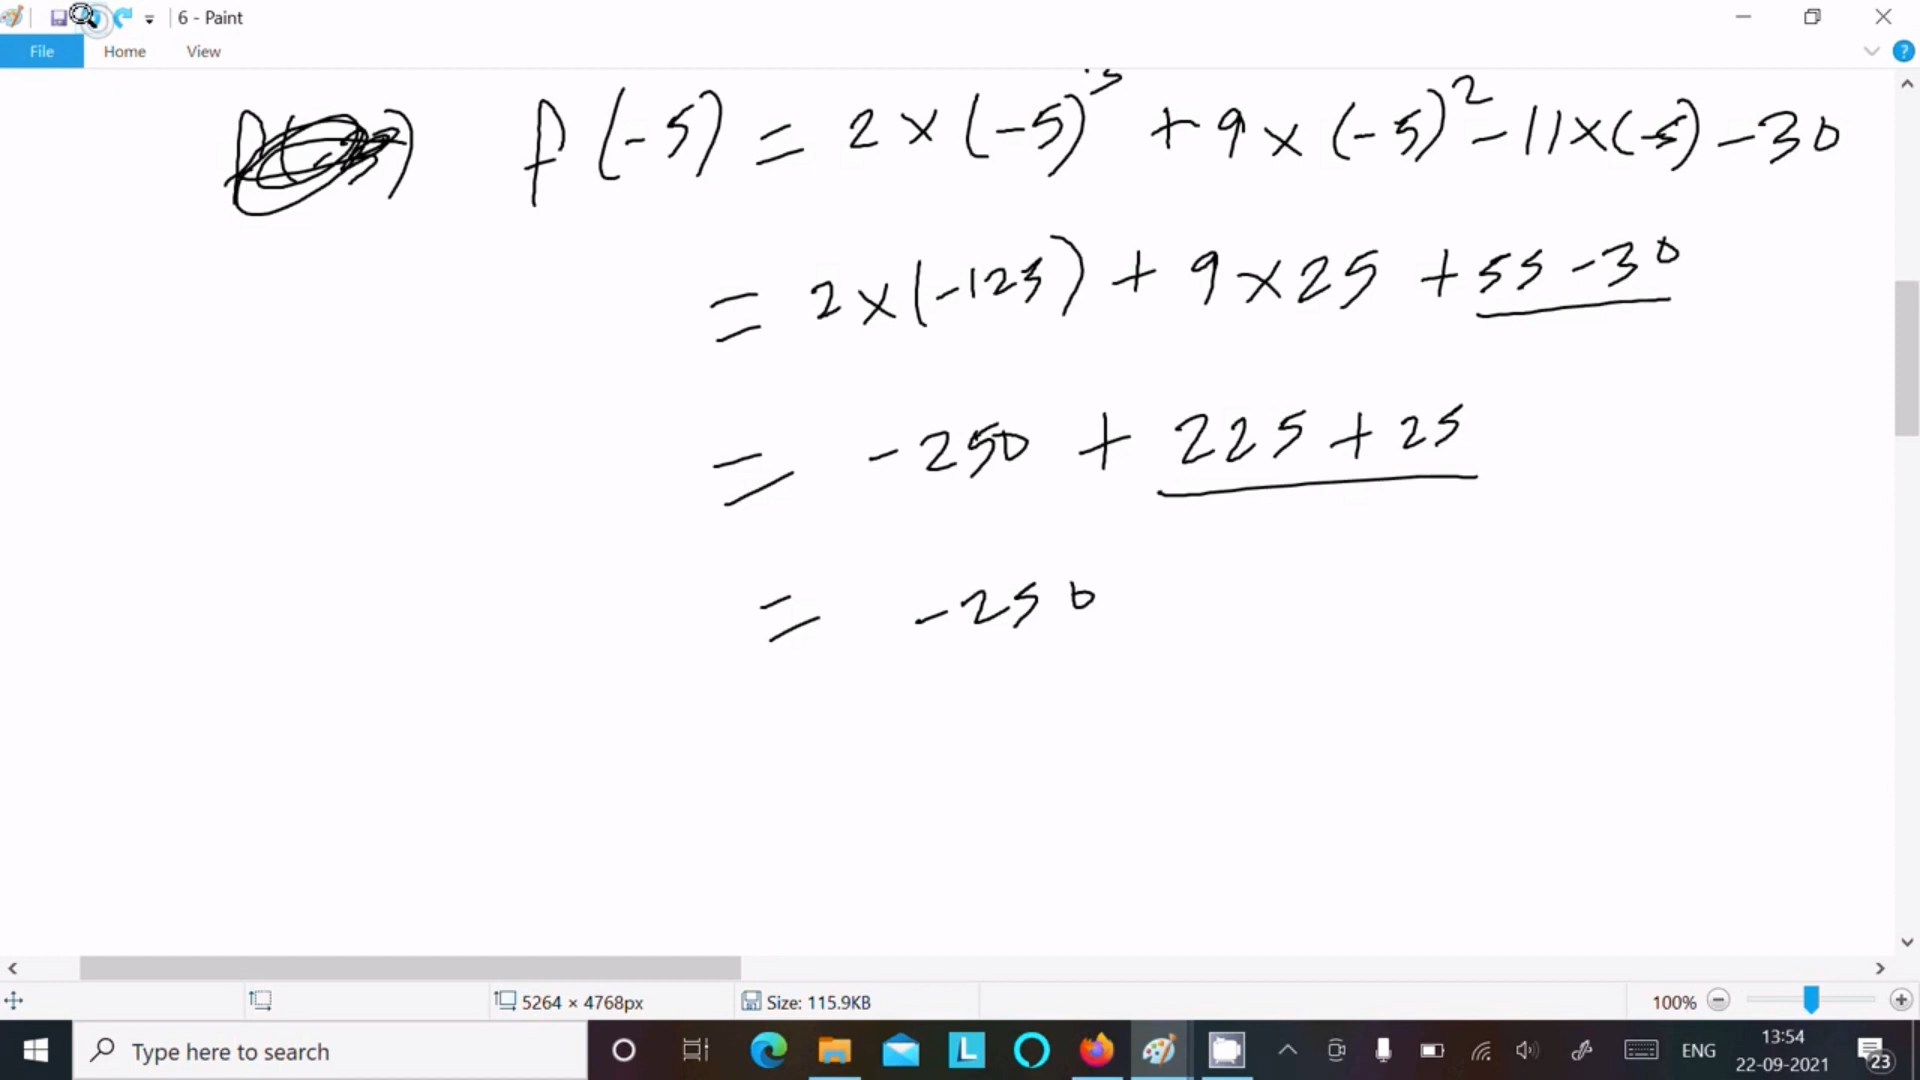 6 - Paint
File Home View
f(-5) = 2×(-5)³ + 9×(-5)² - 11×(-5) - 30
= 2×(-125) + 9×25 + 55 - 30
= -250 + 225 + 25
= -250
5264 × 4768px Size: 115.9KB 100%
Type here to search
L
ENG
13:54
22-09-2021
23